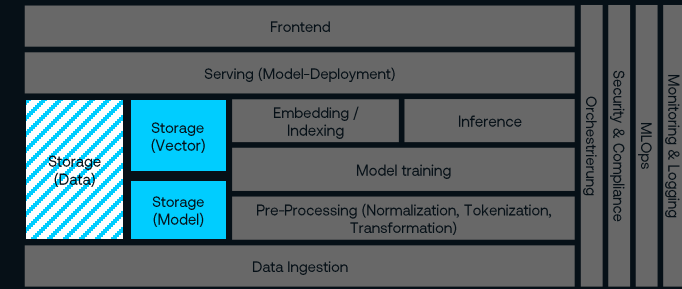 Frontend
Serving (Model-Deployment)
Storage
(Data)
Storage
(Vector)
Storage
(Model)
Embedding /
Indexing
Inference
Model training
Pre-Processing (Normalization, Tokenization,
Transformation)
Data Ingestion
Orchestrierung
Security & Compliance
MLOps
Monitoring & Logging